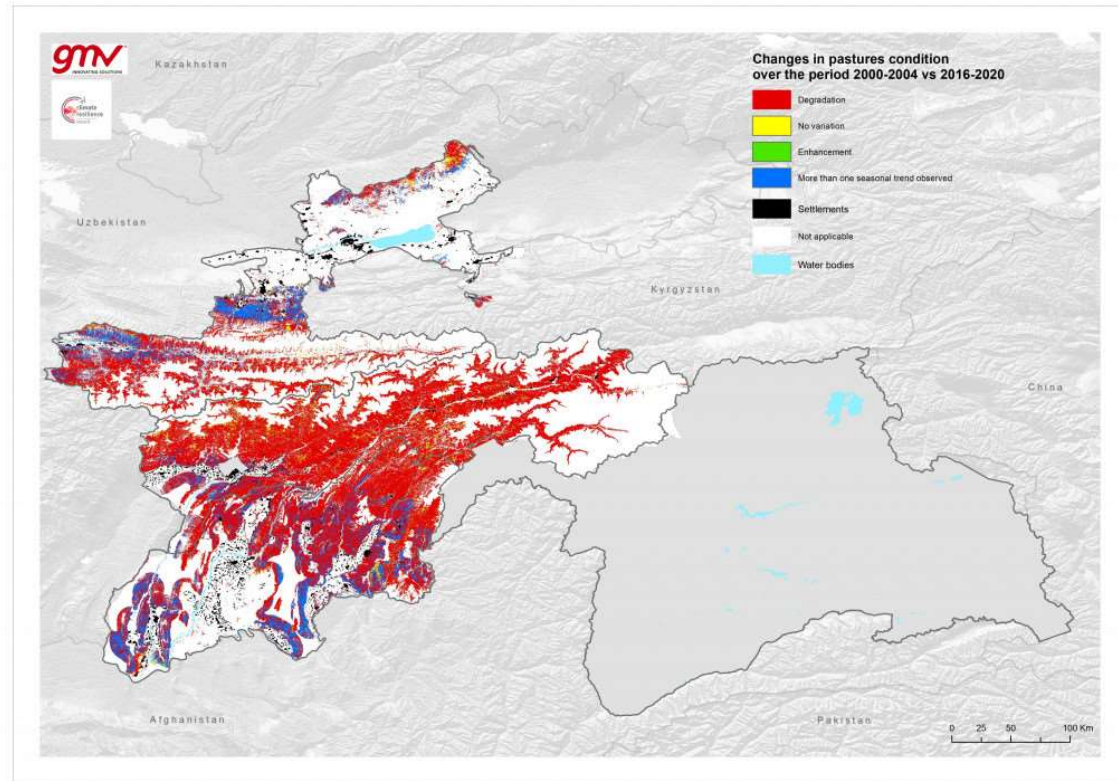 gmv
INNOVATING SOLUTIONS
climate
resilience
Kazakhstan
Changes in pastures condition
over the period 2000-2004 vs 2016-2020
Degradation
No variation
Enhancement
More than one seasonal trend observed
Settlements
Not applicable
Water bodies
Uzbekistan
Kyrgyzstan
China
Afghanistan
Pakistan
0 25 50 100 Km